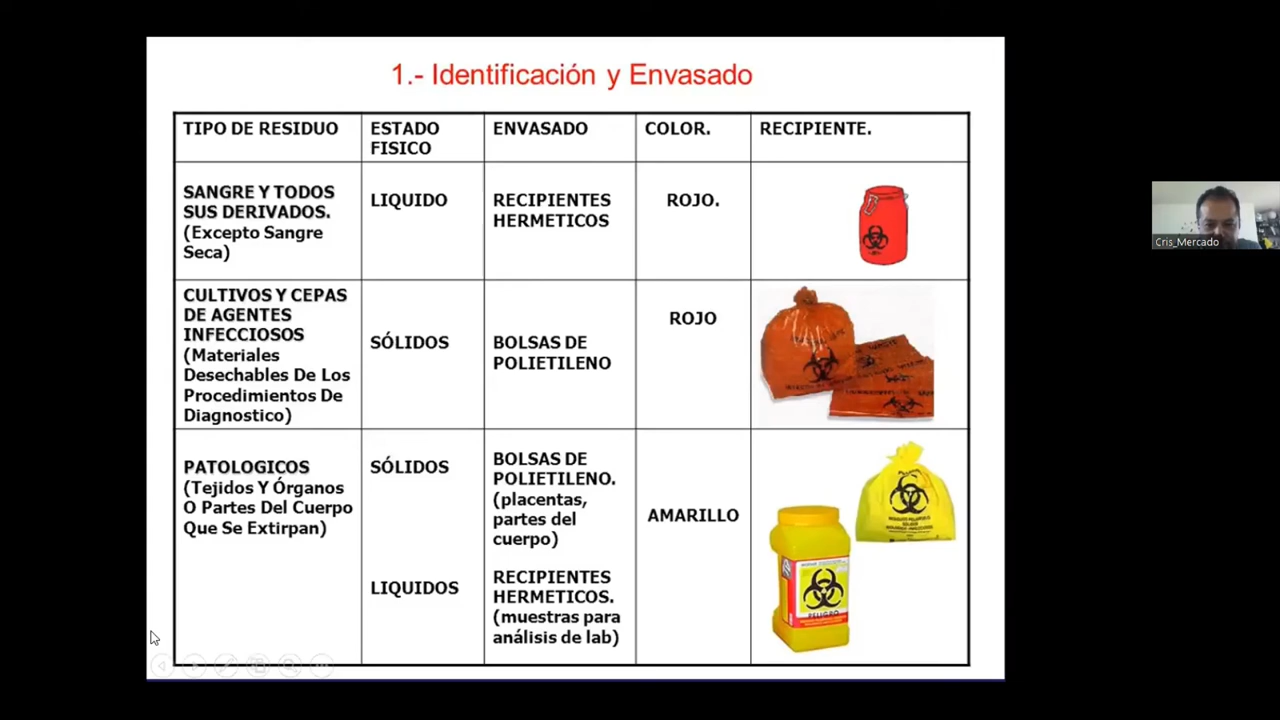 1.- Identificación y Envasado
TIPO DE RESIDUO
ESTADO
FISICO
ENVASADO
COLOR.
RECIPIENTE.
SANGRE Y TODOS
SUS DERIVADOS.
(Excepto Sangre
Seca)
LIQUIDO
RECIPIENTES
HERMETICOS
ROJO.
CULTIVOS Y CEPAS
DE AGENTES
INFECCIOSOS
(Materiales
Desechables De Los
Procedimientos De
Diagnostico)
SÓLIDOS
BOLSAS DE
POLIETILENO
ROJO
PATOLOGICOS
(Tejidos Y Órganos
O Partes Del Cuerpo
Que Se Extirpan)
SÓLIDOS
BOLSAS DE
POLIETILENO.
(placentas,
partes del
cuerpo)
LIQUIDOS
RECIPIENTES
HERMETICOS.
(muestras para
análisis de lab)
AMARILLO
PELIGRO
Cris_Mercado